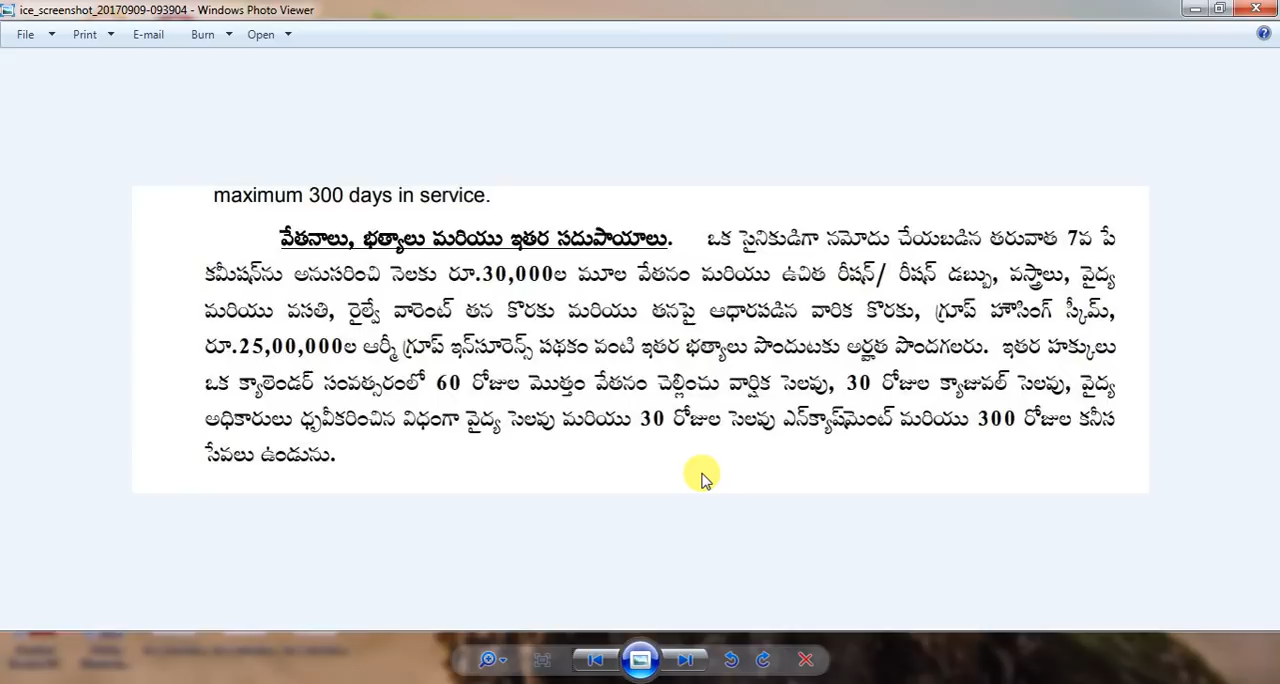 ice_screenshot_20170909-093904 - Windows Photo Viewer
File Print E-mail Burn Open
maximum 300 days in service.
వేతనాలు, భత్యాలు మరియు ఇతర సదుపాయాలు. ఒక సైనికుడిగా నమోదు చేయబడిన తరువాత 7వ పే
కమీషన్‌ను అనుసరించి నెలకు రూ.30,000ల మూల వేతనం మరియు ఉచిత రీషన్/ రీషన్ డబ్బు, వస్త్రాలు, వైద్య
మరియు వసతి, రైల్వే వారెంట్ తన కొరకు మరియు తనపై ఆధారపడిన వారిక కొరకు, గ్రూప్ హౌసింగ్ స్కీమ్,
రూ.25,00,000ల ఆర్మీ గ్రూప్ ఇన్‌సూరెన్స్ పథకం వంటి ఇతర భత్యాలు పొందుటకు అర్హత పొందగలరు. ఇతర హక్కులు
ఒక క్యాలెండర్ సంవత్సరంలో 60 రోజుల మొత్తం వేతనం చెల్లించు వార్షిక సెలవు, 30 రోజుల క్యాజువల్ సెలవు, వైద్య
అధికారులు ధృవీకరించిన విధంగా వైద్య సెలవు మరియు 30 రోజుల సెలవు ఎన్‌క్యాష్‌మెంట్ మరియు 300 రోజుల కనీస
సేవలు ఉండును.